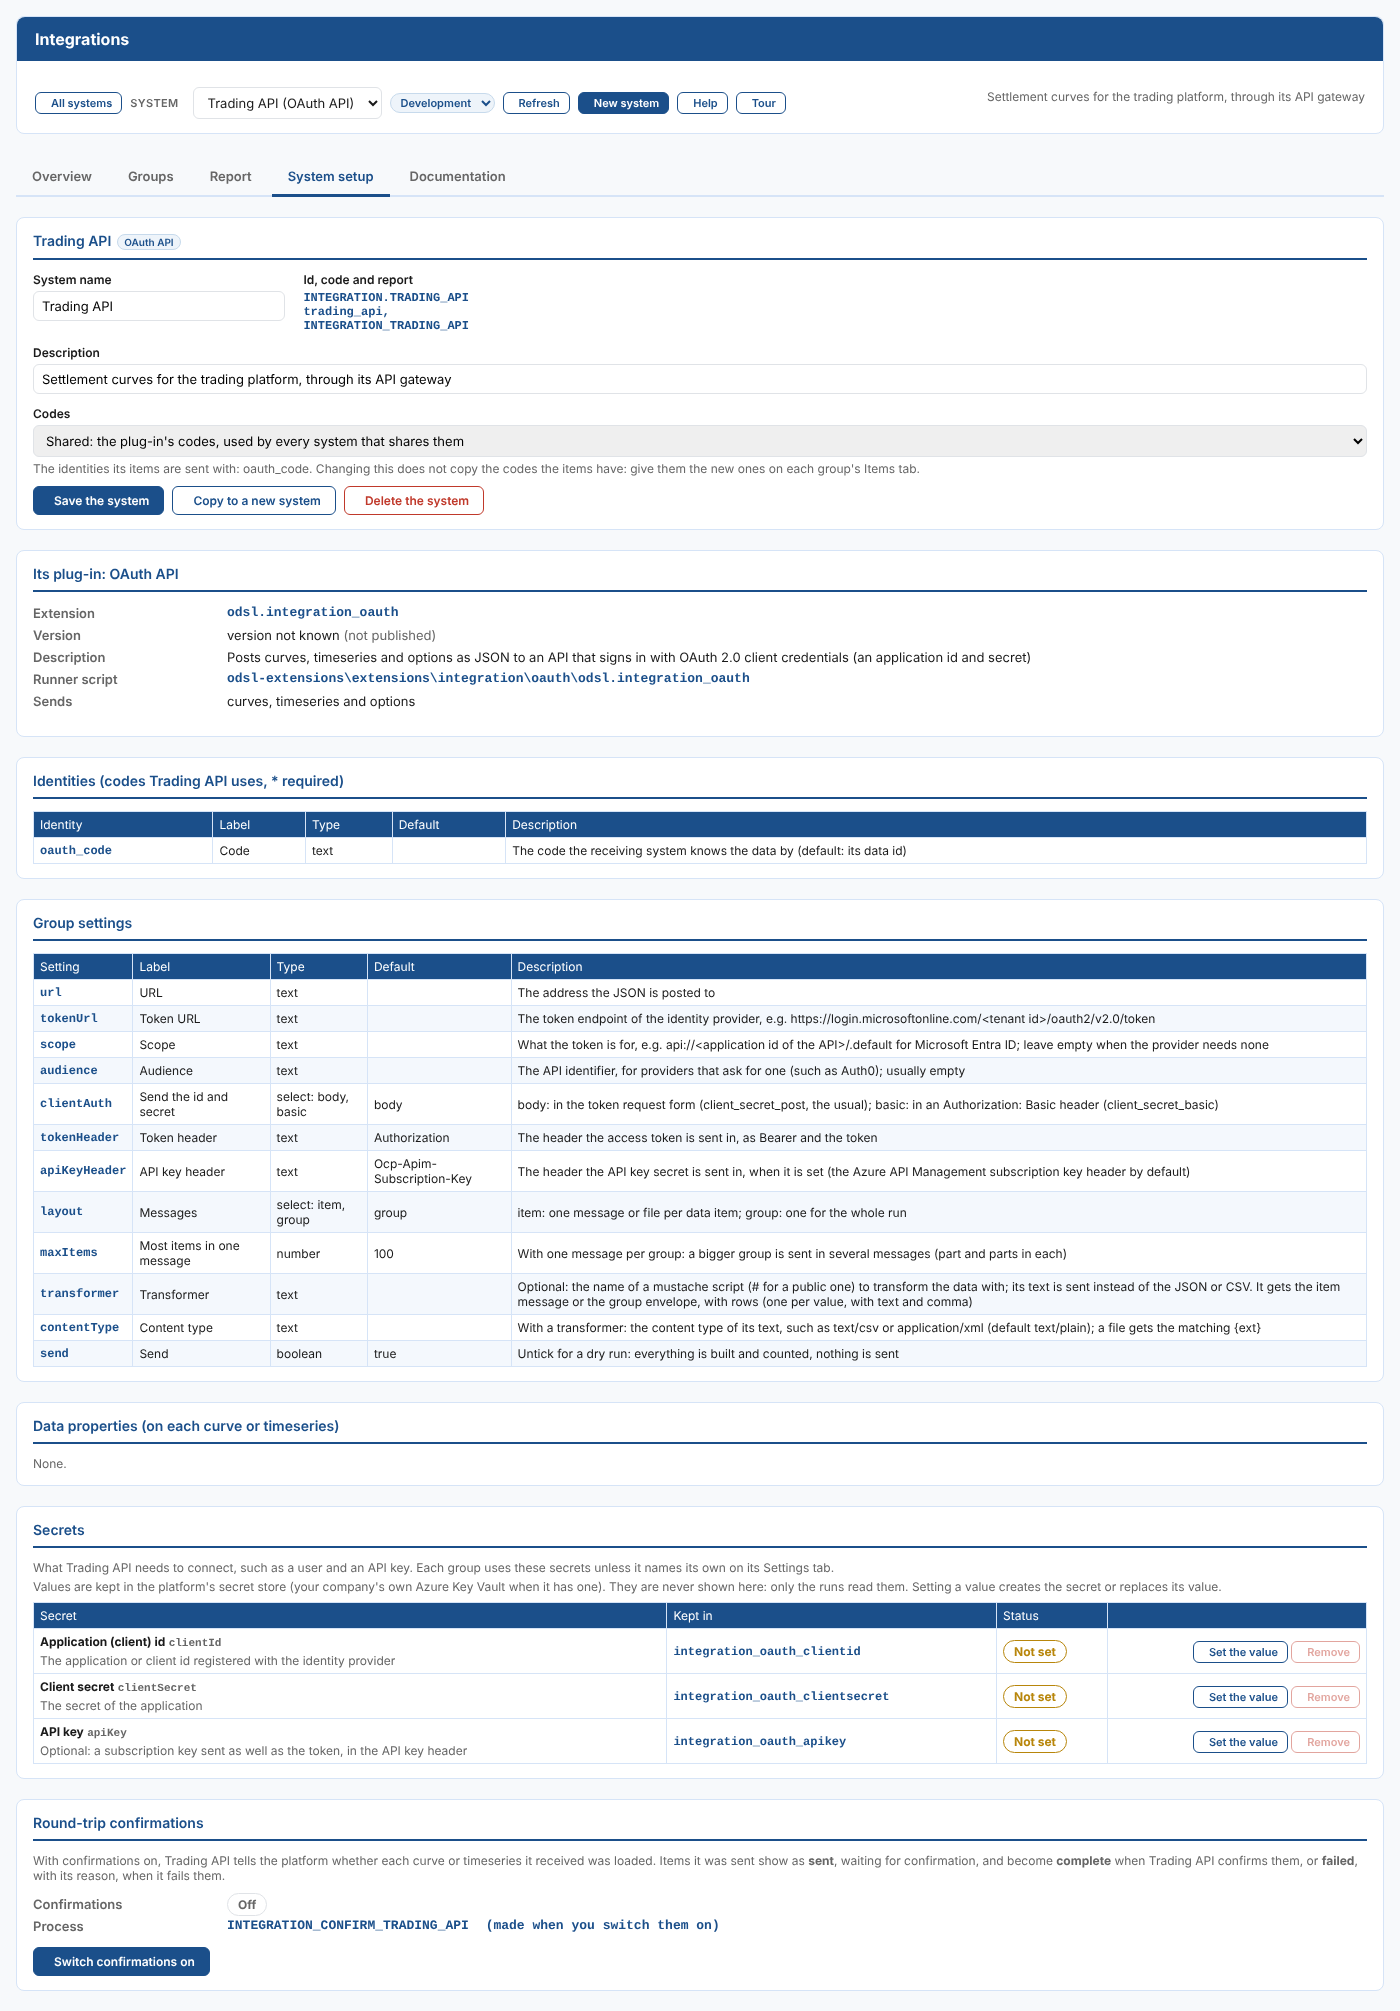 Integrations
All systems
SYSTEM
Trading API (OAuth API)
Development
Refresh
New system
Help
Tour
Settlement curves for the trading platform, through its API gateway
Overview
Groups
Report
System setup
Documentation
Trading API OAuth API
System name
Trading API
Id, code and report
INTEGRATION.TRADING_API
trading_api,
INTEGRATION_TRADING_API
Description
Settlement curves for the trading platform, through its API gateway
Codes
Shared: the plug-in's codes, used by every system that shares them
The identities its items are sent with: oauth_code. Changing this does not copy the codes the items have: give them the new ones on each group's Items tab.
Save the system
Copy to a new system
Delete the system
Its plug-in: OAuth API
Extension odsl.integration_oauth
Version version not known (not published)
Description Posts curves, timeseries and options as JSON to an API that signs in with OAuth 2.0 client credentials (an application id and secret)
Runner script odsl-extensions\extensions\integration\oauth\odsl.integration_oauth
Sends curves, timeseries and options
Identities (codes Trading API uses, * required)
Identity Label Type Default Description
oauth_code Code text The code the receiving system knows the data by (default: its data id)
Group settings
Setting Label Type Default Description
url URL text The address the JSON is posted to
tokenUrl Token URL text The token endpoint of the identity provider, e.g. https://login.microsoftonline.com/<tenant id>/oauth2/v2.0/token
scope Scope text What the token is for, e.g. api://<application id of the API>/.default for Microsoft Entra ID; leave empty when the provider needs none
audience Audience text The API identifier, for providers that ask for one (such as Auth0); usually empty
clientAuth
Send the id and
secret
select: body,
basic
body
body: in the token request form (client_secret_post, the usual); basic: in an Authorization: Basic header (client_secret_basic)
tokenHeader Token header text Authorization The header the access token is sent in, as Bearer and the token
apiKeyHeader API key header text
Ocp-Apim-
Subscription-Key
The header the API key secret is sent in, when it is set (the Azure API Management subscription key header by default)
layout Messages
select: item,
group
group
item: one message or file per data item; group: one for the whole run
maxItems
Most items in one
message
number 100 With one message per group: a bigger group is sent in several messages (part and parts in each)
transformer Transformer text
Optional: the name of a mustache script (# for a public one) to transform the data with; its text is sent instead of the JSON or CSV. It gets the item
message or the group envelope, with rows (one per value, with text and comma)
contentType Content type text With a transformer: the content type of its text, such as text/csv or application/xml (default text/plain); a file gets the matching {ext}
send Send boolean true Untick for a dry run: everything is built and counted, nothing is sent
Data properties (on each curve or timeseries)
None.
Secrets
What Trading API needs to connect, such as a user and an API key. Each group uses these secrets unless it names its own on its Settings tab.
Values are kept in the platform's secret store (your company's own Azure Key Vault when it has one). They are never shown here: only the runs read them. Setting a value creates the secret or replaces its value.
Secret Kept in Status
Application (client) id clientId
The application or client id registered with the identity provider
integration_oauth_clientid
Not set
Set the value
Remove
Client secret clientSecret
The secret of the application
integration_oauth_clientsecret
Not set
Set the value
Remove
API key apiKey
Optional: a subscription key sent as well as the token, in the API key header
integration_oauth_apikey
Not set
Set the value
Remove
Round-trip confirmations
With confirmations on, Trading API tells the platform whether each curve or timeseries it received was loaded. Items it was sent show as sent, waiting for confirmation, and become complete when Trading API confirms them, or failed,
with its reason, when it fails them.
Confirmations Off
Process INTEGRATION_CONFIRM_TRADING_API (made when you switch them on)
Switch confirmations on